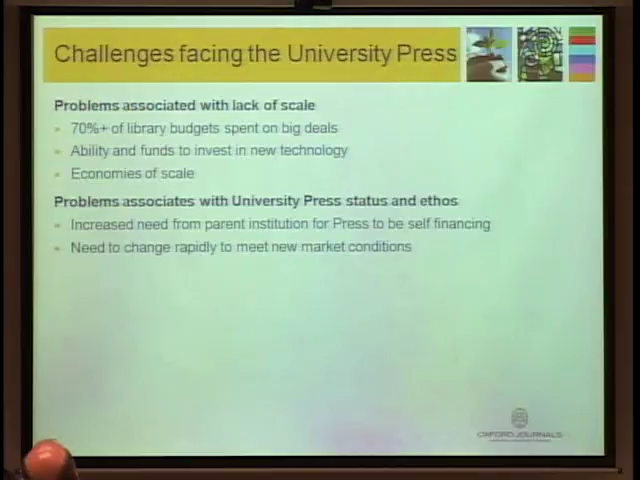 Challenges facing the University Press
Problems associated with lack of scale
70%+ of library budgets spent on big deals
Ability and funds to invest in new technology
Economies of scale
Problems associates with University Press status and ethos
Increased need from parent institution for Press to be self financing
Need to change rapidly to meet new market conditions
OXFORD JOURNALS